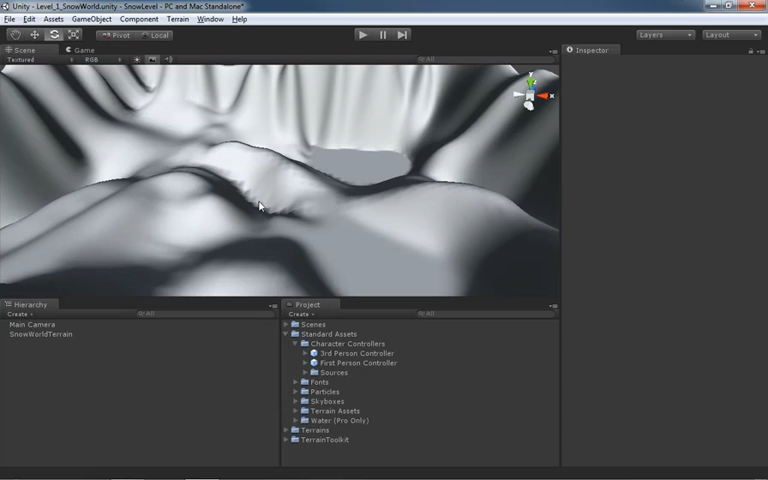 Unity - Level_1_SnowWorld.unity - SnowLevel - PC and Mac Standalone*
File Edit Assets GameObject Component Terrain Window Help
Pivot Local Layers Layout
Scene Game Inspector
Textured RGB All
y
x
Hierarchy Project
Create All Create All
Main Camera
SnowWorldTerrain
Scenes
Standard Assets
Character Controllers
3rd Person Controller
First Person Controller
Sources
Fonts
Particles
Skyboxes
Terrain Assets
Water (Pro Only)
Terrains
TerrainToolkit